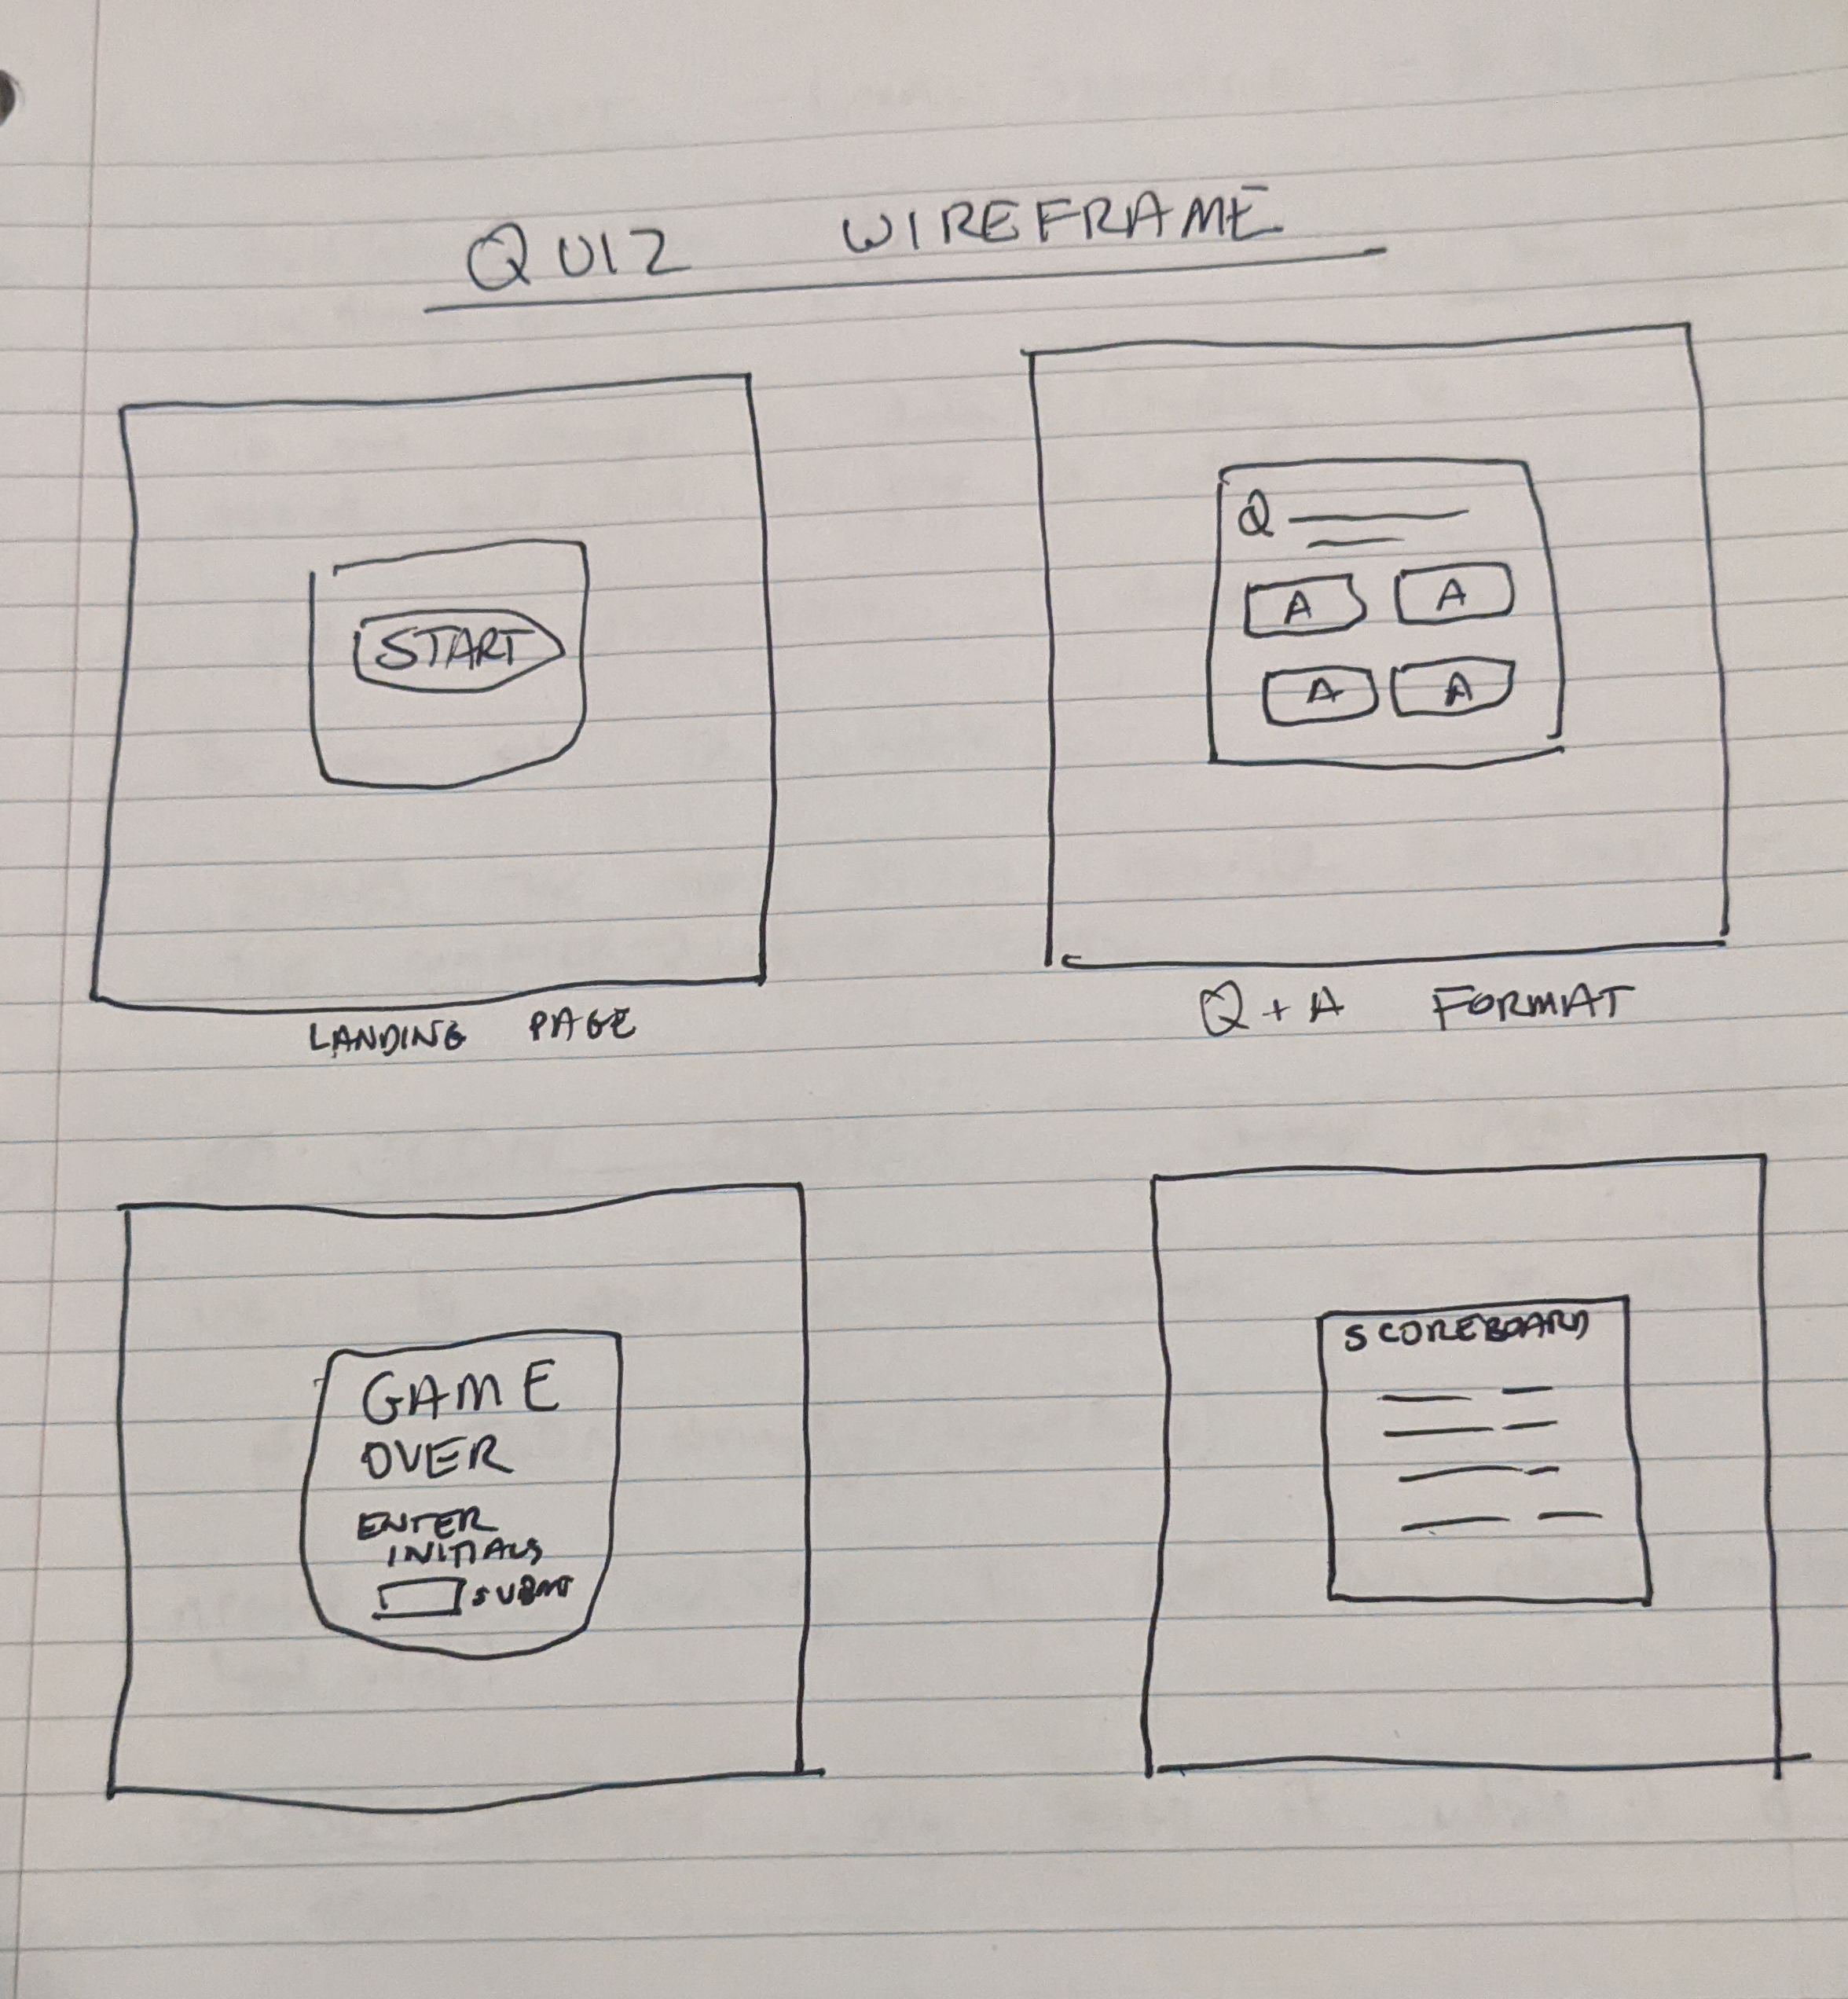 QUIZ WIREFRAME
START
LANDING PAGE
Q
A A
A A
Q + A FORMAT
GAME
OVER
ENTER
INITIALS
SUBMIT
SCOREBOARD